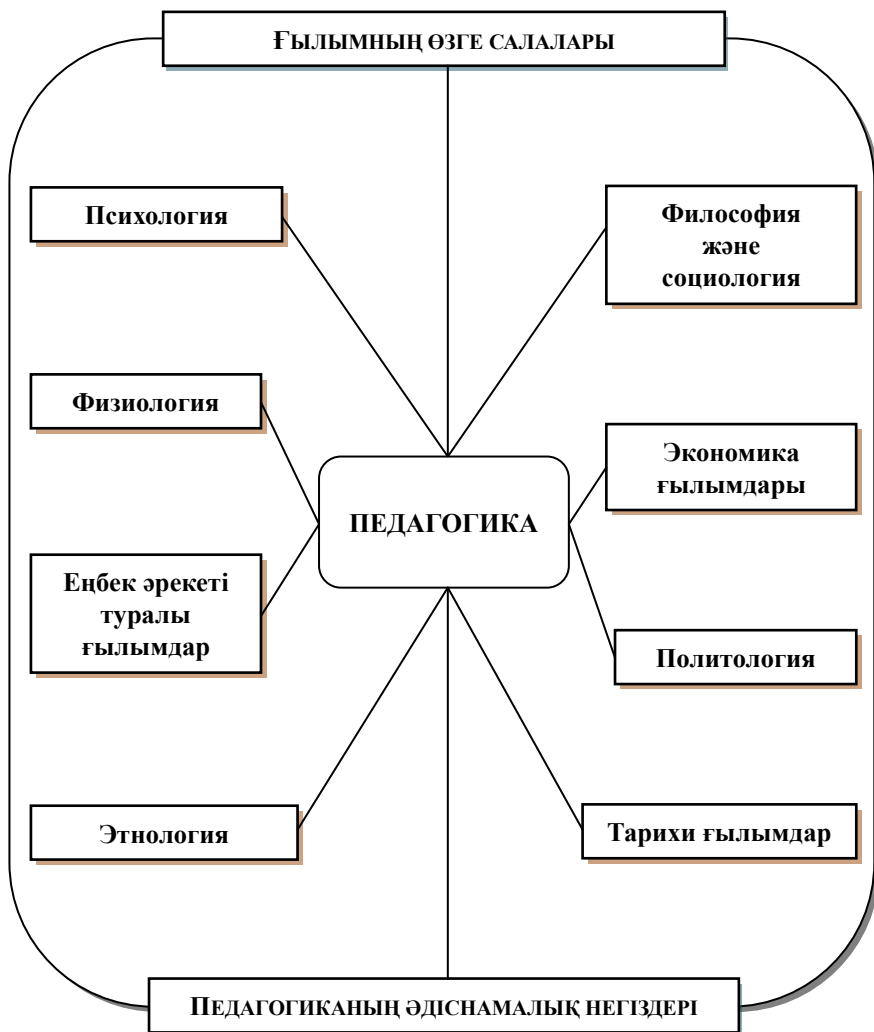 ҒЫЛЫМНЫҢ ӨЗГЕ САЛАЛАРЫ
Психология
Философия
және
социология
Физиология
Экономика
ғылымдары
ПЕДАГОГИКА
Еңбек әрекеті
туралы
ғылымдар
Политология
Этнология
Тарихи ғылымдар
ПЕДАГОГИКАНЫҢ ӘДІСНАМАЛЫҚ НЕГІЗДЕРІ